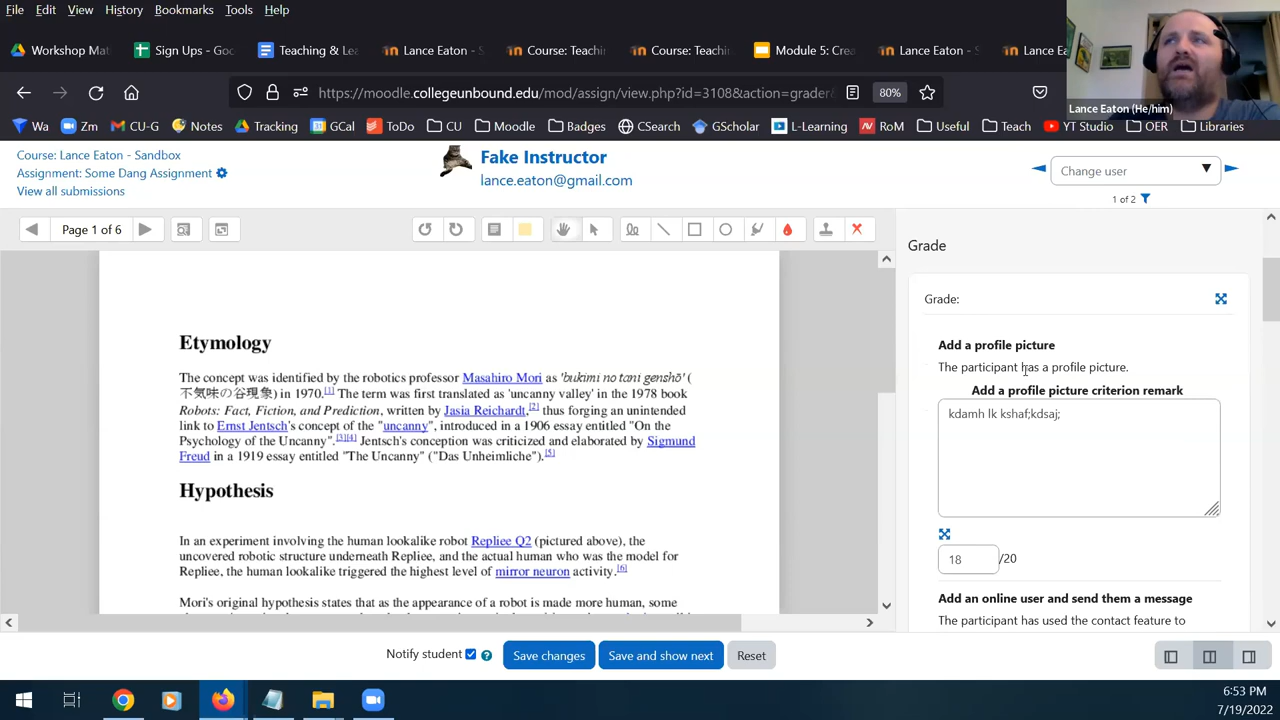 File Edit View History Bookmarks Tools Help
Workshop Mat Sign Ups - Goo Teaching & Lea Lance Eaton - S Course: Teachi Course: Teachi Module 5: Crea Lance Eaton - S Lance Ea
https://moodle.collegeunbound.edu/mod/assign/view.php?id=3108&action=grader 80%
Lance Eaton (He/him)
Wa Zm CU-G Notes Tracking GCal ToDo CU Moodle Badges CSearch GScholar L-Learning RoM Useful Teach YT Studio OER Libraries
Course: Lance Eaton - Sandbox
Assignment: Some Dang Assignment
View all submissions
Fake Instructor
lance.eaton@gmail.com
Change user
1 of 2
Page 1 of 6
Etymology
The concept was identified by the robotics professor Masahiro Mori as 'bukimi no tani genshō' (
不気味の谷現象) in 1970.[1] The term was first translated as 'uncanny valley' in the 1978 book
Robots: Fact, Fiction, and Prediction, written by Jasia Reichardt,[2] thus forging an unintended
link to Ernst Jentsch's concept of the "uncanny", introduced in a 1906 essay entitled "On the
Psychology of the Uncanny".[3][4] Jentsch's conception was criticized and elaborated by Sigmund
Freud in a 1919 essay entitled "The Uncanny" ("Das Unheimliche").[5]
Hypothesis
In an experiment involving the human lookalike robot Repliee Q2 (pictured above), the
uncovered robotic structure underneath Repliee, and the actual human who was the model for
Repliee, the human lookalike triggered the highest level of mirror neuron activity.[6]
Mori's original hypothesis states that as the appearance of a robot is made more human, some
Grade
Grade:
Add a profile picture
The participant has a profile picture.
Add a profile picture criterion remark
kdamh lk kshaf;kdsaj;
18 /20
Add an online user and send them a message
The participant has used the contact feature to
Notify student Save changes Save and show next Reset
6:53 PM
7/19/2022